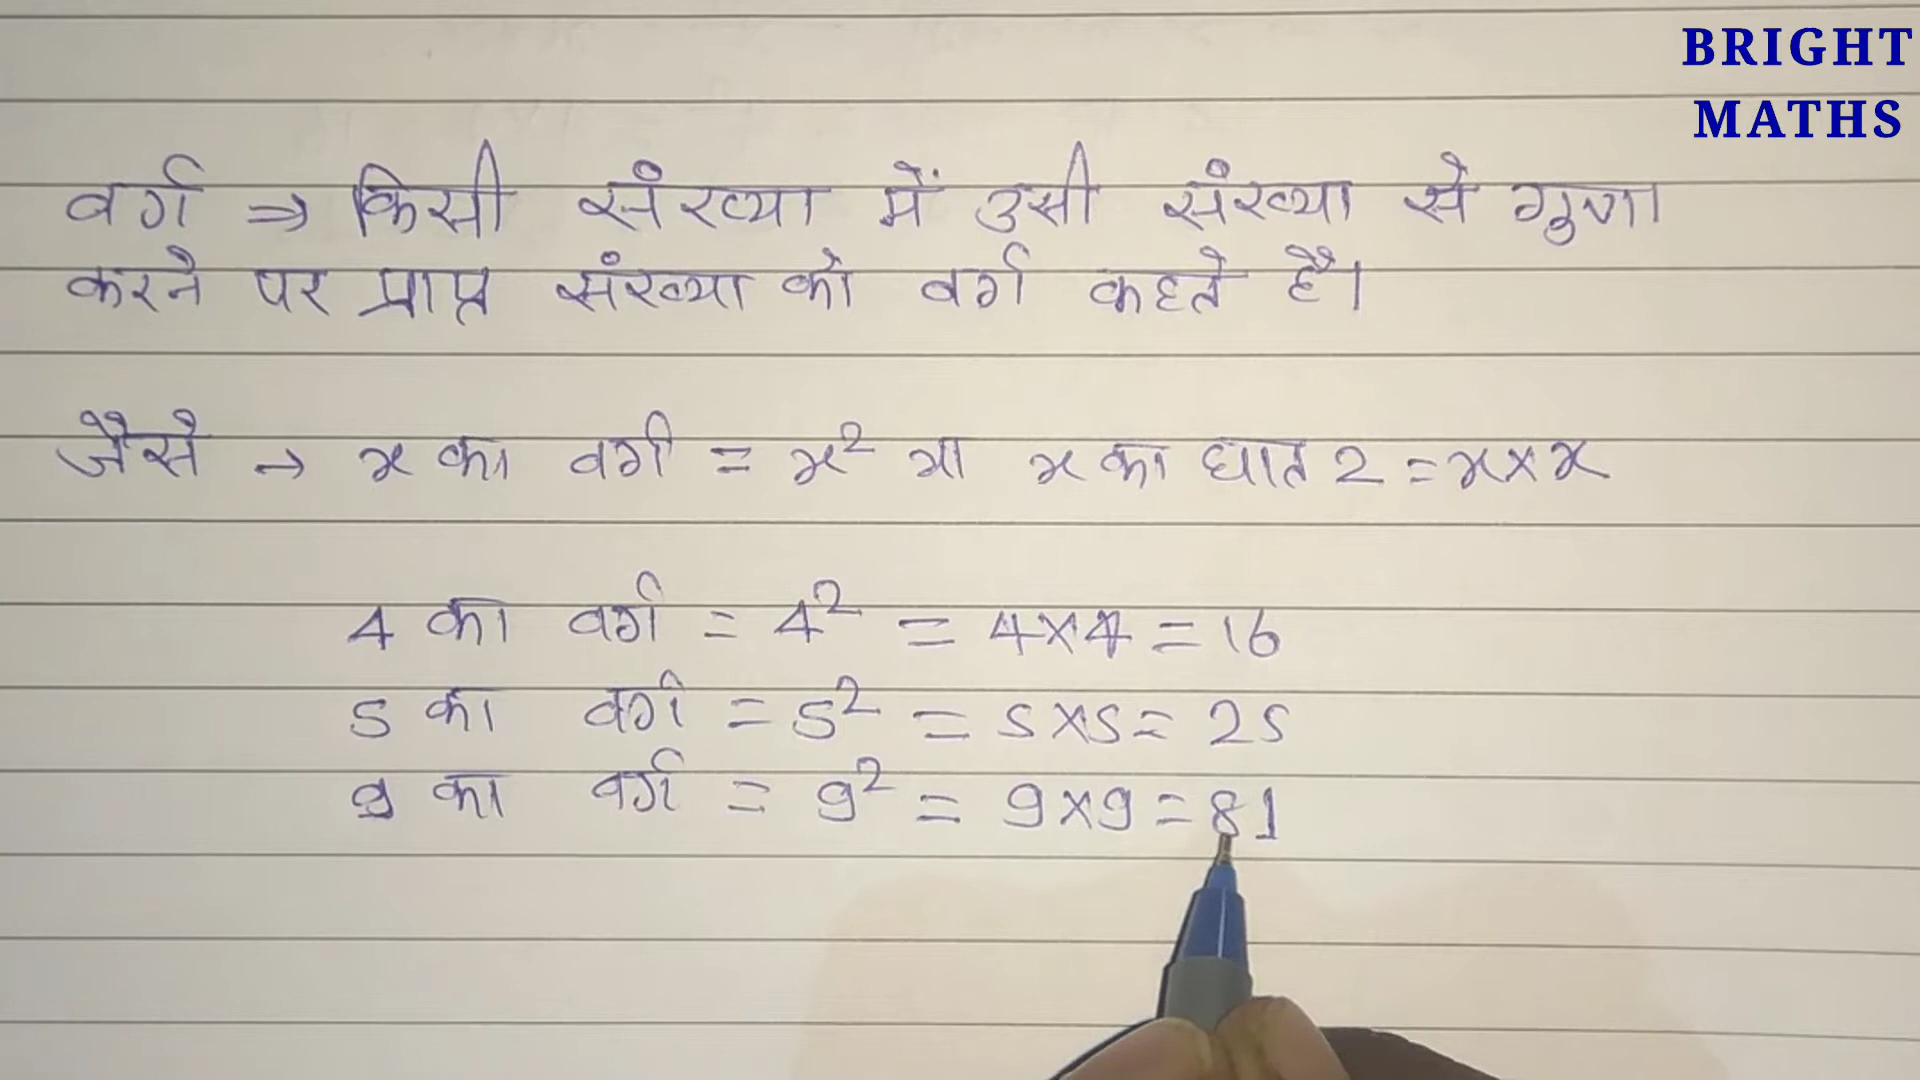 BRIGHT
MATHS
वर्ग ⇒ किसी संख्या में उसी संख्या से गुणा
करने पर प्राप्त संख्या को वर्ग कहते है।
जैसे → x का वर्ग = x² या x का घात 2 = x×x
4 का वर्ग = 4² = 4×4 = 16
5 का वर्ग = 5² = 5×5 = 25
9 का वर्ग = 9² = 9×9 = 81